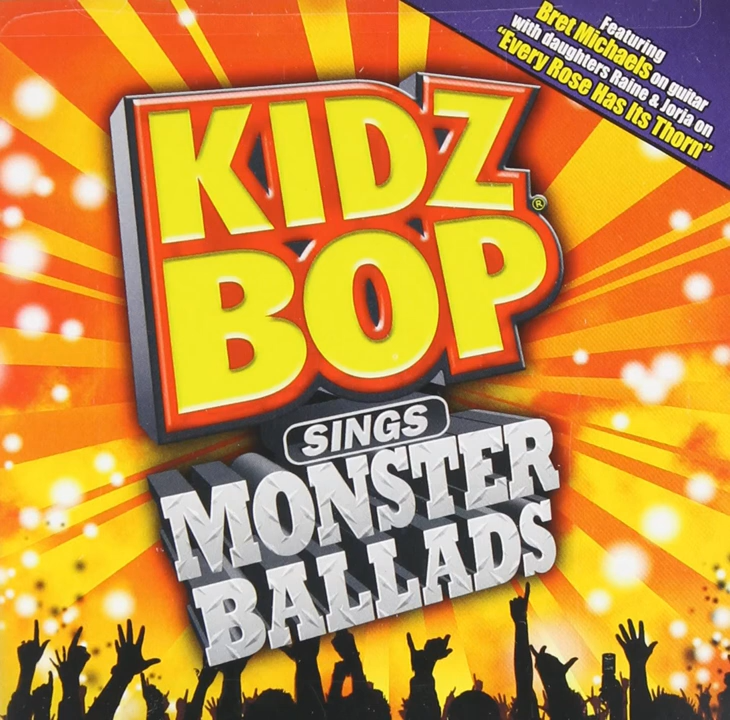 Featuring
Bret Michaels on guitar
with daughters Raine & Jorja on
"Every Rose Has Its Thorn"
KIDZ
BOP®
SINGS
MONSTER
BALLADS